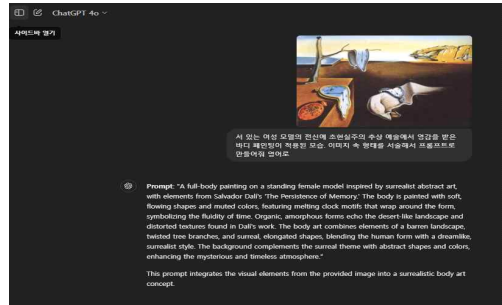 ChatGPT 4o
사이드바 열기
서 있는 여성 모델의 전신에 초현실주의 추상 예술에서 영감을 받은
바디 페인팅이 적용된 모습. 이미지 속 형태를 서술해서 프롬프트로
만들어줘 영어로
Prompt: "A full-body painting on a standing female model inspired by surrealist abstract art,
with elements from Salvador Dalí's 'The Persistence of Memory.' The body is painted with soft,
flowing shapes and muted colors, featuring melting clock motifs that wrap around the form,
symbolizing the fluidity of time. Organic, amorphous forms echo the desert-like landscape and
distorted textures found in Dalí's work. The body art combines elements of a barren landscape,
twisted tree branches, and surreal, elongated shapes, blending the human form with a dreamlike,
surrealist style. The background complements the surreal theme with abstract shapes and colors,
enhancing the mysterious and timeless atmosphere."
This prompt integrates the visual elements from the provided image into a surrealistic body art
concept.